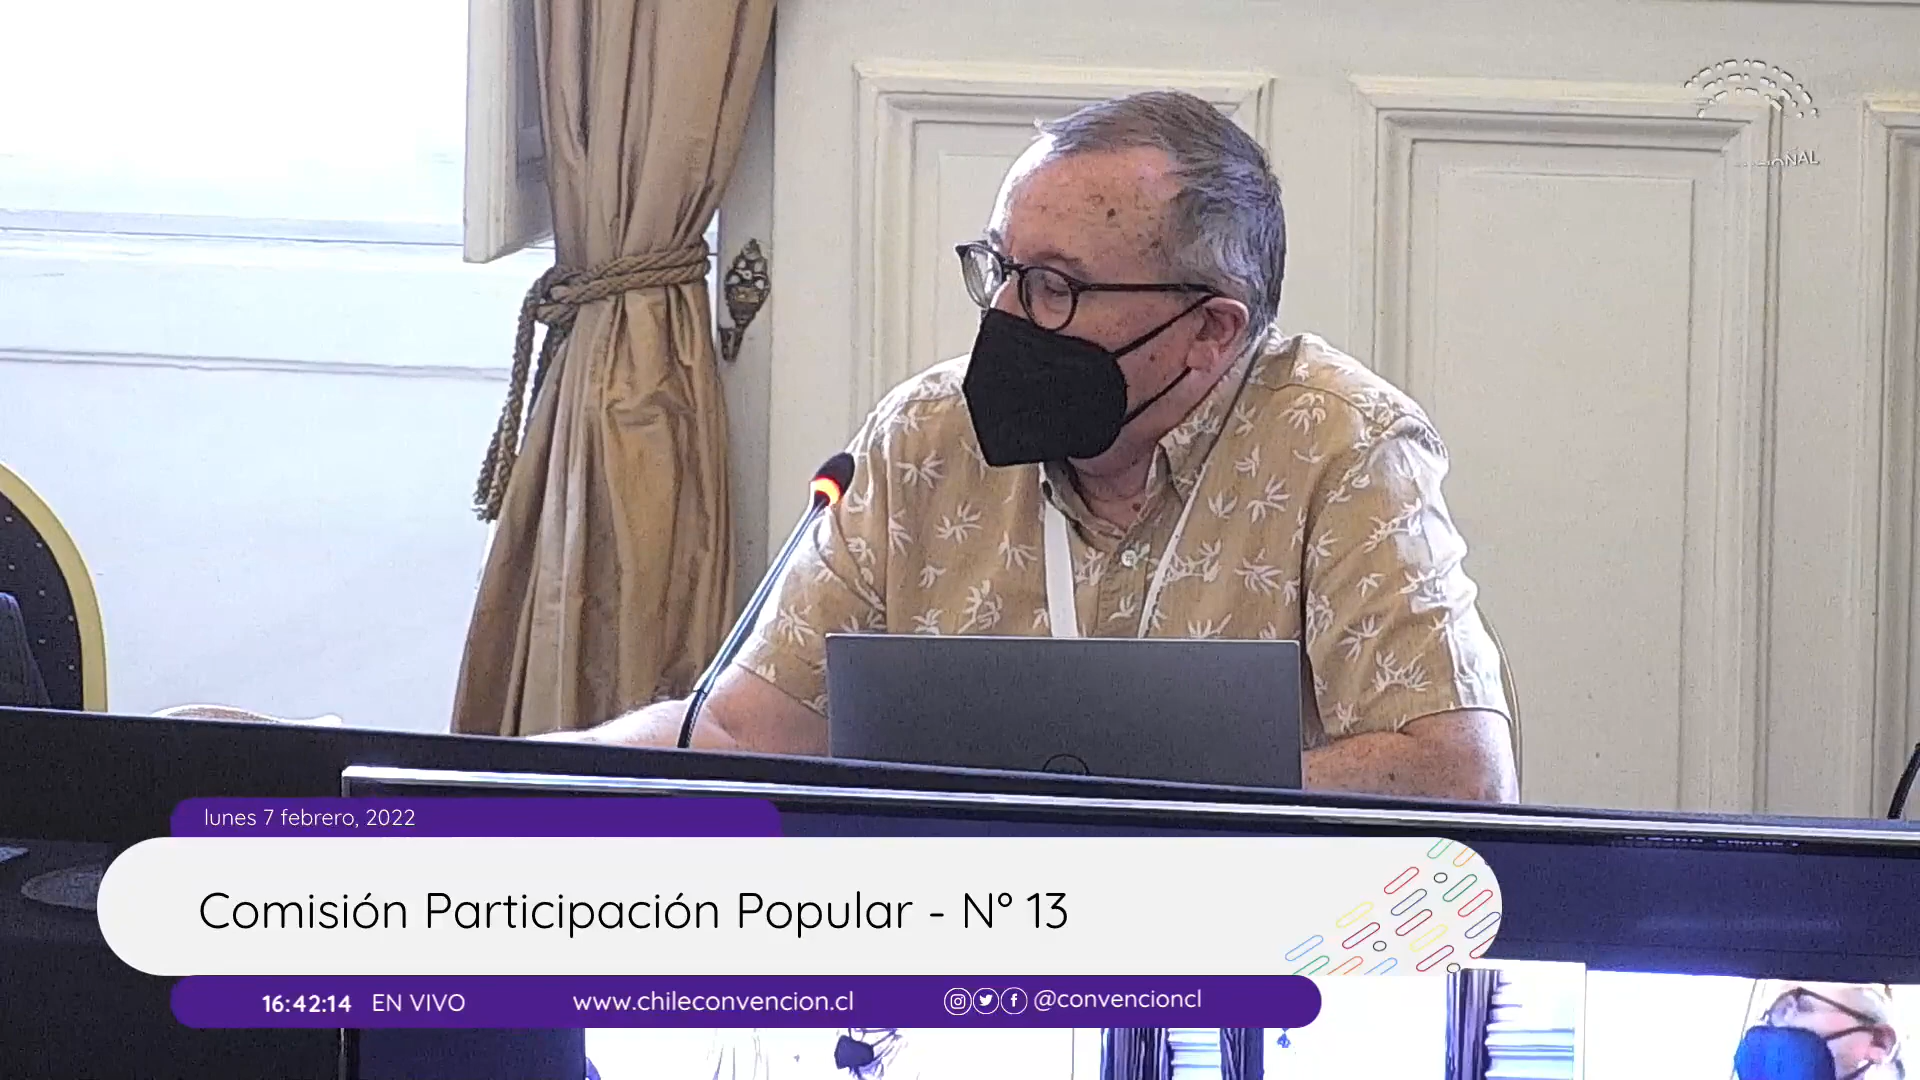 lunes 7 febrero, 2022
Comisión Participación Popular - N° 13
16:42:14 EN VIVO www.chileconvencion.cl @convencioncl